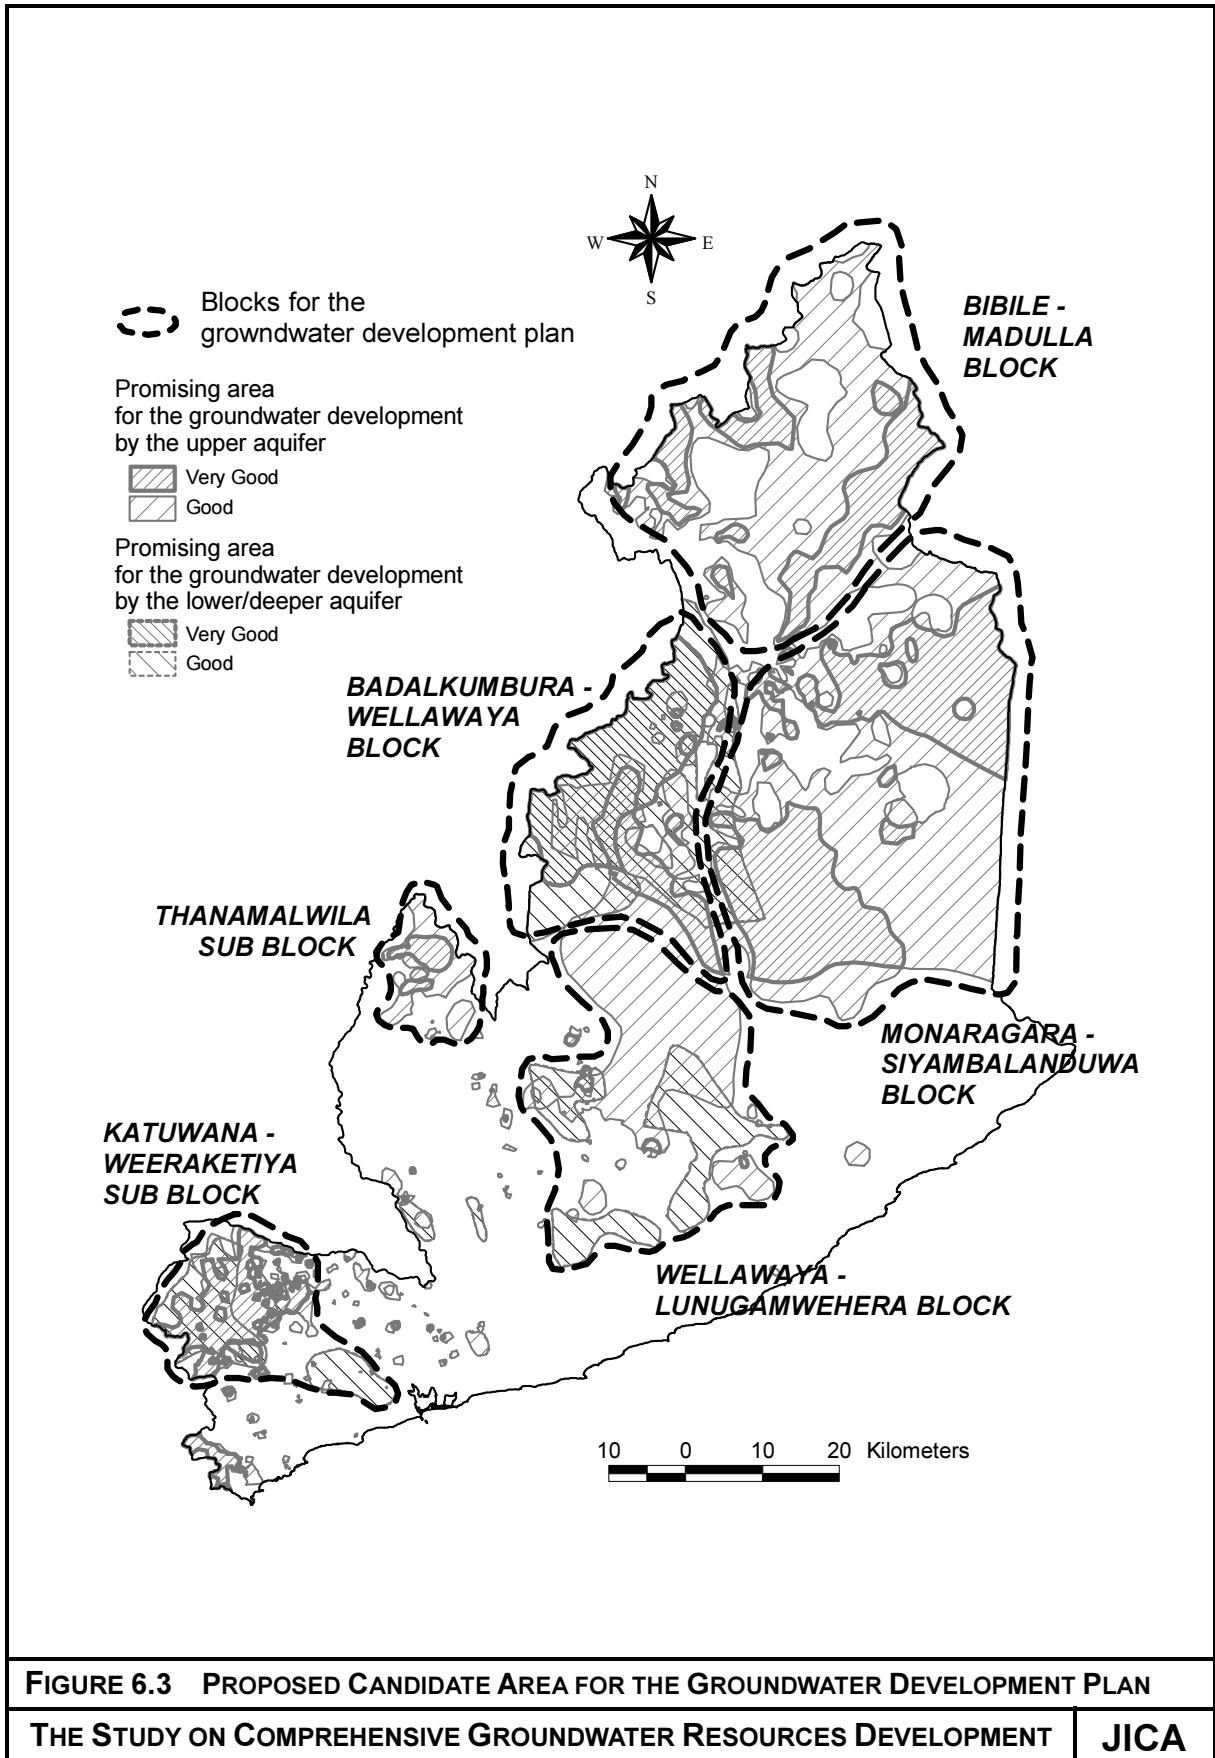 N
W E
S
Blocks for the
growndwater development plan
Promising area
for the groundwater development
by the upper aquifer
Very Good
Good
Promising area
for the groundwater development
by the lower/deeper aquifer
Very Good
Good
BIBILE -
MADULLA
BLOCK
BADALKUMBURA -
WELLAWAYA
BLOCK
THANAMALWILA
SUB BLOCK
MONARAGARA -
SIYAMBALANDUWA
BLOCK
KATUWANA -
WEERAKETIYA
SUB BLOCK
WELLAWAYA -
LUNUGAMWEHERA BLOCK
10 0 10 20 Kilometers
FIGURE 6.3 PROPOSED CANDIDATE AREA FOR THE GROUNDWATER DEVELOPMENT PLAN
THE STUDY ON COMPREHENSIVE GROUNDWATER RESOURCES DEVELOPMENT JICA